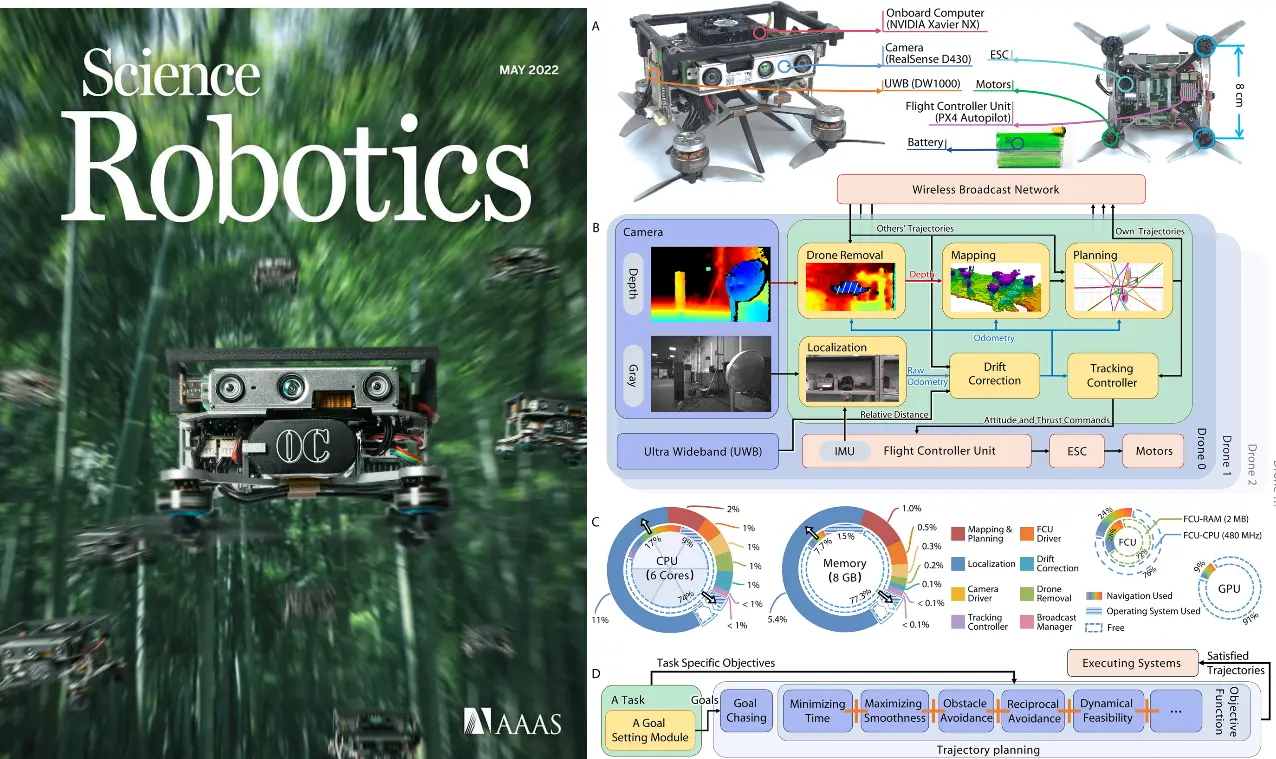 Science
MAY 2022
Robotics
OC
AAAS
A
Onboard Computer
(NVIDIA Xavier NX)
Camera
(RealSense D430)
UWB (DW1000)
Flight Controller Unit
(PX4 Autopilot)
Battery
ESC
Motors
8 cm
Wireless Broadcast Network
B
Camera
Depth
Gray
Others' Trajectories
Own Trajectories
Drone Removal
Depth
Mapping
Planning
Odometry
Localization
Raw
Odometry
Drift
Correction
Tracking
Controller
Relative Distance
Attitude and Thrust Commands
Ultra Wideband (UWB)
IMU
Flight Controller Unit
ESC
Motors
Drone 0
Drone 1
Drone 2
C
2%
1%
1%
1%
1%
< 1%
< 1%
11%
17%
9%
74%
CPU
(6 Cores)
1.0%
0.5%
0.3%
0.2%
0.1%
< 0.1%
< 0.1%
5.4%
7.7%
15%
77.3%
Memory
(8 GB)
Mapping &
Planning
FCU
Driver
Localization
Drift
Correction
Camera
Driver
Drone
Removal
Tracking
Controller
Broadcast
Manager
24%
FCU
76%
FCU-RAM (2 MB)
FCU-CPU (480 MHz)
GPU
91%
Navigation Used
Operating System Used
Free
D
Task Specific Objectives
A Task
A Goal
Setting Module
Goals
Goal
Chasing
Minimizing
Time
Maximizing
Smoothness
Obstacle
Avoidance
Reciprocal
Avoidance
Dynamical
Feasibility
...
Objective
Function
Trajectory planning
Executing Systems
Satisfied
Trajectories